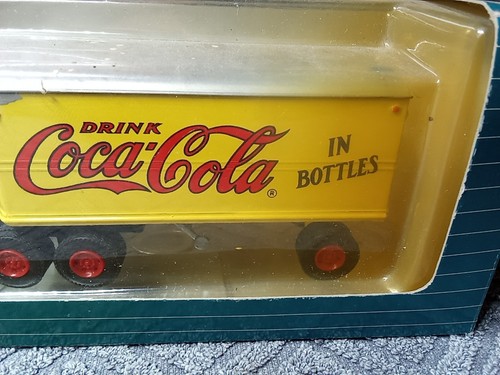 DRINK
Coca-Cola®
IN
BOTTLES